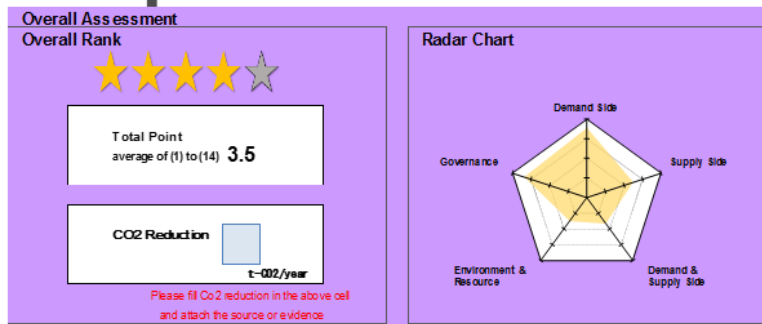 Overall Assessment
Overall Rank
Total Point
average of (1) to (14) 3.5
CO2 Reduction
t-CO2/year
Please fill Co2 reduction in the above cell
and attach the source or evidence
Radar Chart
Demand Side
Governance
Supply Side
Environment &
Resource
Demand &
Supply Side